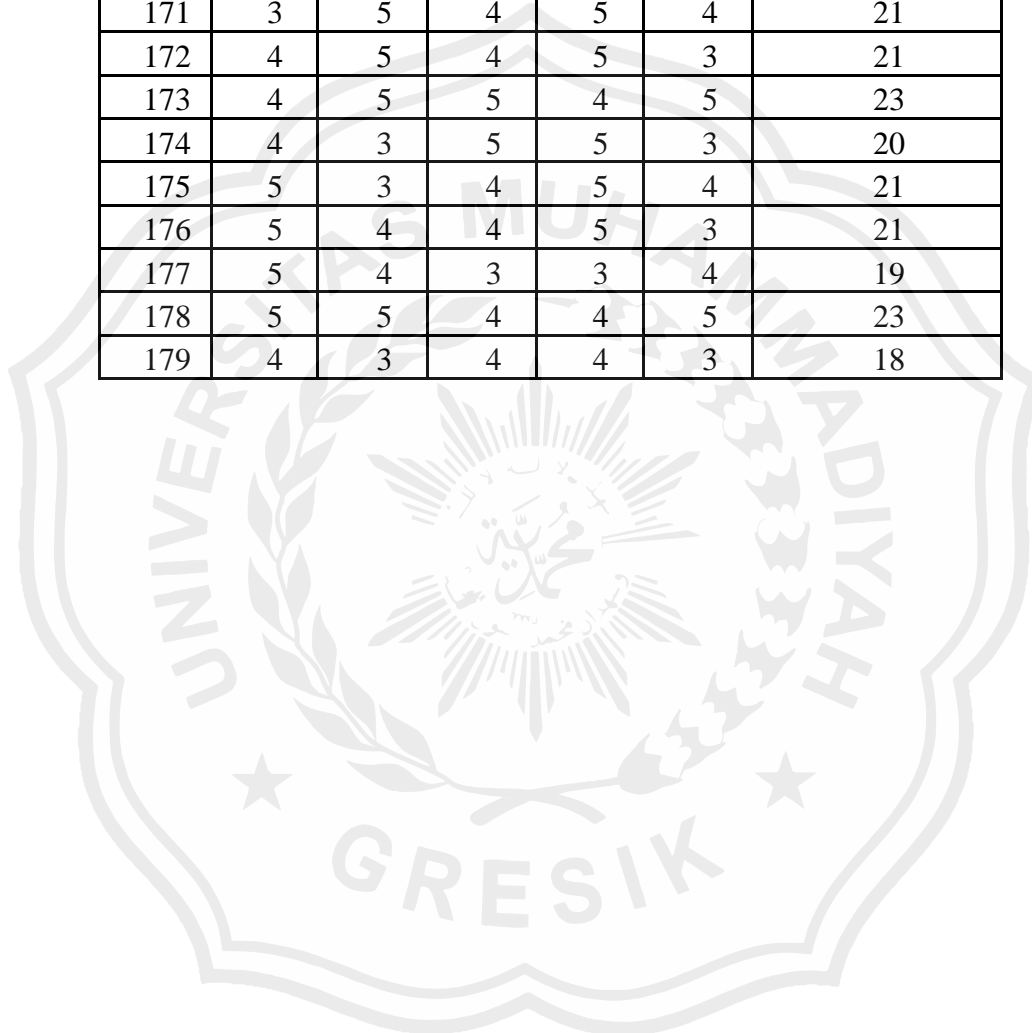 171 3 5 4 5 4 21
172 4 5 4 5 3 21
173 4 5 5 4 5 23
174 4 3 5 5 3 20
175 5 3 4 5 4 21
176 5 4 4 5 3 21
177 5 4 3 3 4 19
178 5 5 4 4 5 23
179 4 3 4 4 3 18
UNIVERSITAS MUHAMMADIYAH
محمدية
GRESIK